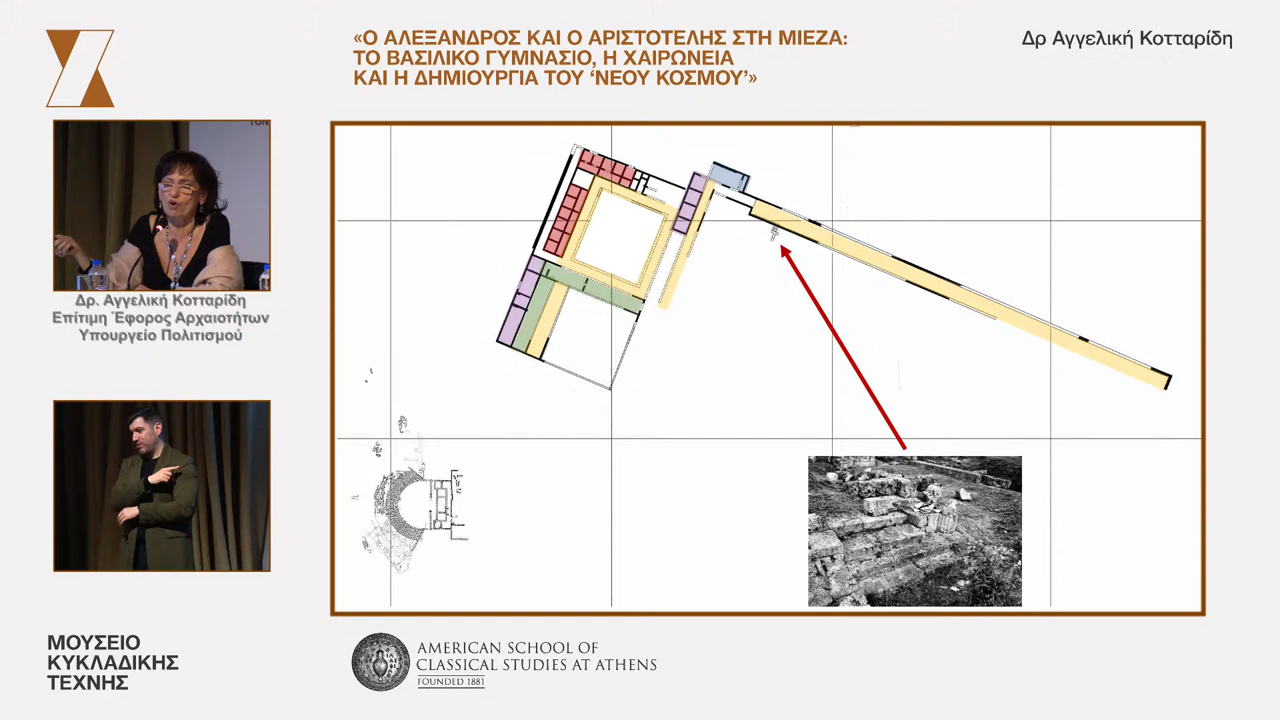 «Ο ΑΛΕΞΑΝΔΡΟΣ ΚΑΙ Ο ΑΡΙΣΤΟΤΕΛΗΣ ΣΤΗ ΜΙΕΖΑ:
ΤΟ ΒΑΣΙΛΙΚΟ ΓΥΜΝΑΣΙΟ, Η ΧΑΙΡΩΝΕΙΑ
ΚΑΙ Η ΔΗΜΙΟΥΡΓΙΑ ΤΟΥ ‘ΝΕΟΥ ΚΟΣΜΟΥ’»
Δρ Αγγελική Κοτταρίδη
ΤΟΝ
Δρ. Αγγελική Κοτταρίδη
Επίτιμη Έφορος Αρχαιοτήτων
Υπουργείο Πολιτισμού
ΜΟΥΣΕΙΟ
ΚΥΚΛΑΔΙΚΗΣ
ΤΕΧΝΗΣ
AMERICAN SCHOOL OF
CLASSICAL STUDIES AT ATHENS
FOUNDED 1881